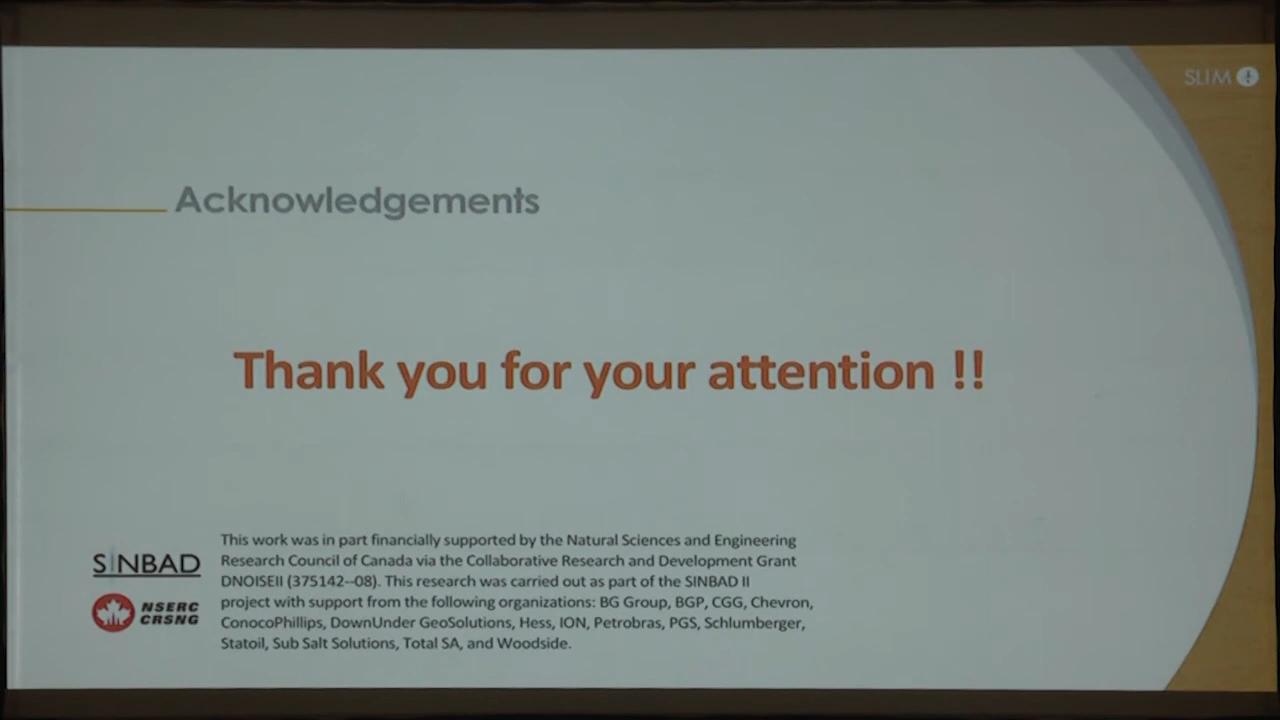 SLIM
Acknowledgements
Thank you for your attention !!
SINBAD
NSERC
CRSNG
This work was in part financially supported by the Natural Sciences and Engineering
Research Council of Canada via the Collaborative Research and Development Grant
DNOISEII (375142--08). This research was carried out as part of the SINBAD II
project with support from the following organizations: BG Group, BGP, CGG, Chevron,
ConocoPhillips, DownUnder GeoSolutions, Hess, ION, Petrobras, PGS, Schlumberger,
Statoil, Sub Salt Solutions, Total SA, and Woodside.